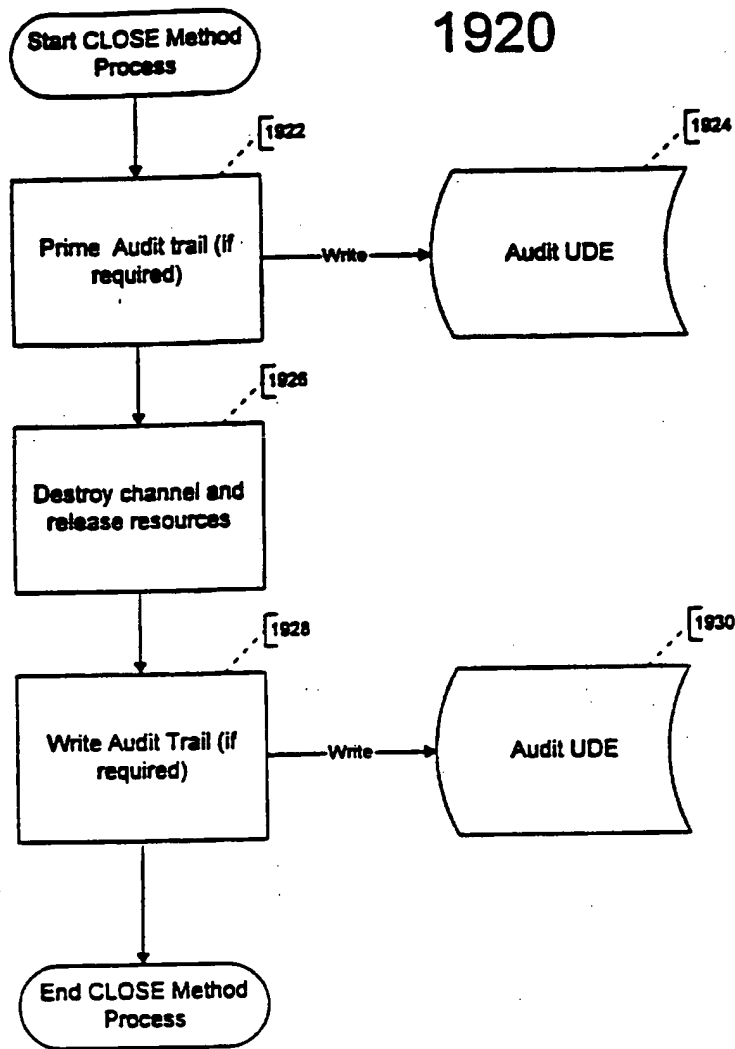 1920
Start CLOSE Method
Process
1922
1924
Prime Audit trail (if
required)
Write
Audit UDE
1926
Destroy channel and
release resources
1928
1930
Write Audit Trail (if
required)
Write
Audit UDE
End CLOSE Method
Process